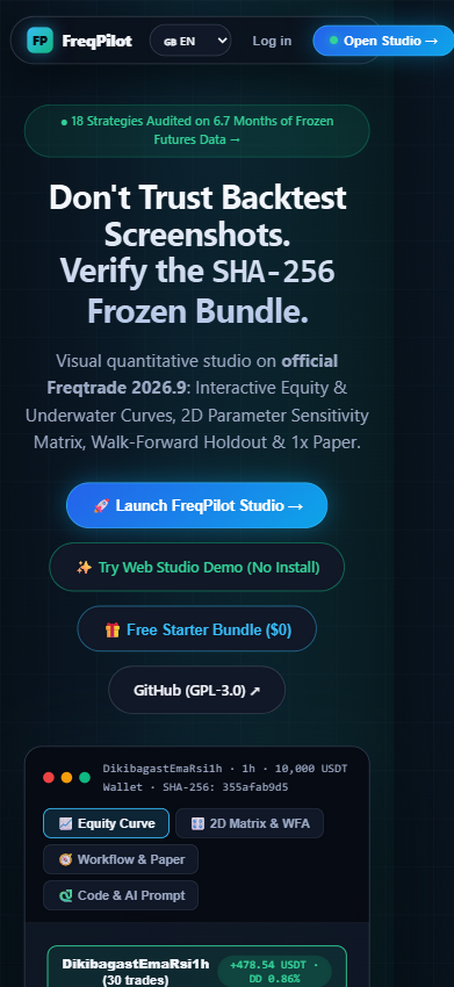 FP FreqPilot GB EN Log in Open Studio →
● 18 Strategies Audited on 6.7 Months of Frozen
Futures Data →
Don't Trust Backtest
Screenshots.
Verify the SHA-256
Frozen Bundle.
Visual quantitative studio on official
Freqtrade 2026.9: Interactive Equity &
Underwater Curves, 2D Parameter Sensitivity
Matrix, Walk-Forward Holdout & 1x Paper.
🚀 Launch FreqPilot Studio →
✨ Try Web Studio Demo (No Install)
🎁 Free Starter Bundle ($0)
GitHub (GPL-3.0) ↗
DikibagastEmaRsi1h · 1h · 10,000 USDT
Wallet · SHA-256: 355afab9d5
📈 Equity Curve 🎛️ 2D Matrix & WFA
🧭 Workflow & Paper
🐍 Code & AI Prompt
DikibagastEmaRsi1h
(30 trades)
+478.54 USDT ·
DD 0.86%